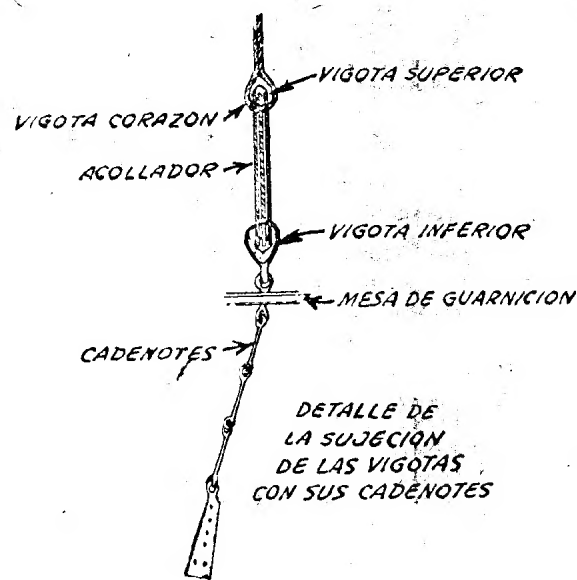 VIGOTA SUPERIOR
VIGOTA CORAZON
ACOLLADOR
VIGOTA INFERIOR
MESA DE GUARNICION
CADENOTES
DETALLE DE
LA SUJECION
DE LAS VIGOTAS
CON SUS CADENOTES